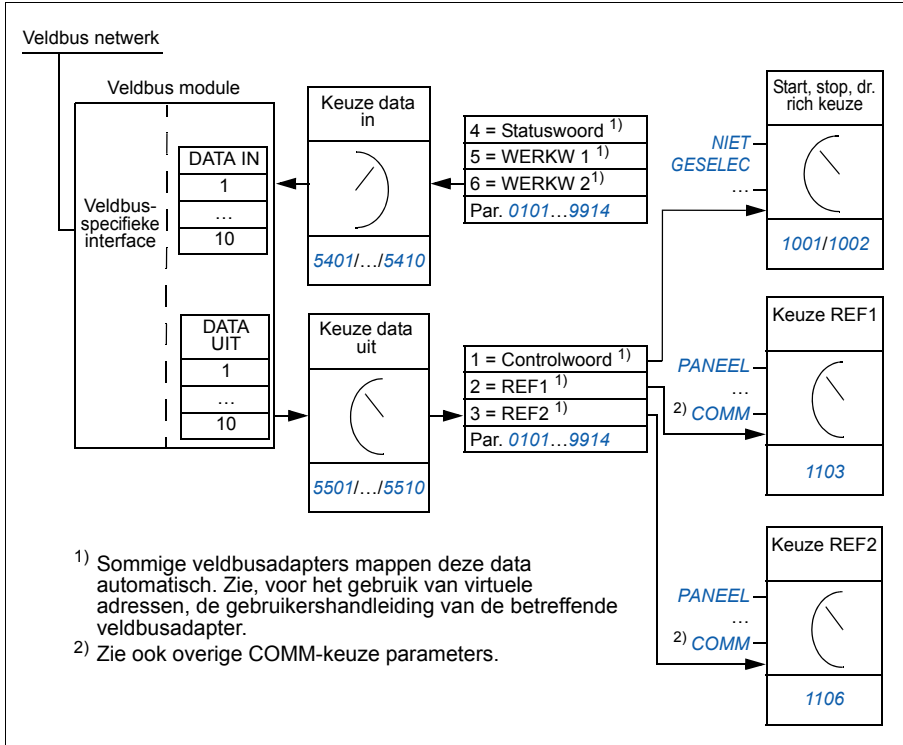 Veldbus netwerk
Veldbus module
Veldbus-
specifieke
interface
DATA IN
1
…
10
DATA
UIT
1
…
10
Keuze data
in
5401/…/5410
Keuze data
uit
5501/…/5510
4 = Statuswoord 1)
5 = WERKW 1 1)
6 = WERKW 2 1)
Par. 0101…9914
1 = Controlwoord 1)
2 = REF1 1)
3 = REF2 1)
Par. 0101…9914
Start, stop, dr.
rich keuze
NIET
GESELEC
…
1001/1002
Keuze REF1
PANEEL
…
2) COMM
1103
Keuze REF2
PANEEL
…
2) COMM
1106
1) Sommige veldbusadapters mappen deze data
automatisch. Zie, voor het gebruik van virtuele
adressen, de gebruikershandleiding van de betreffende
veldbusadapter.
2) Zie ook overige COMM-keuze parameters.